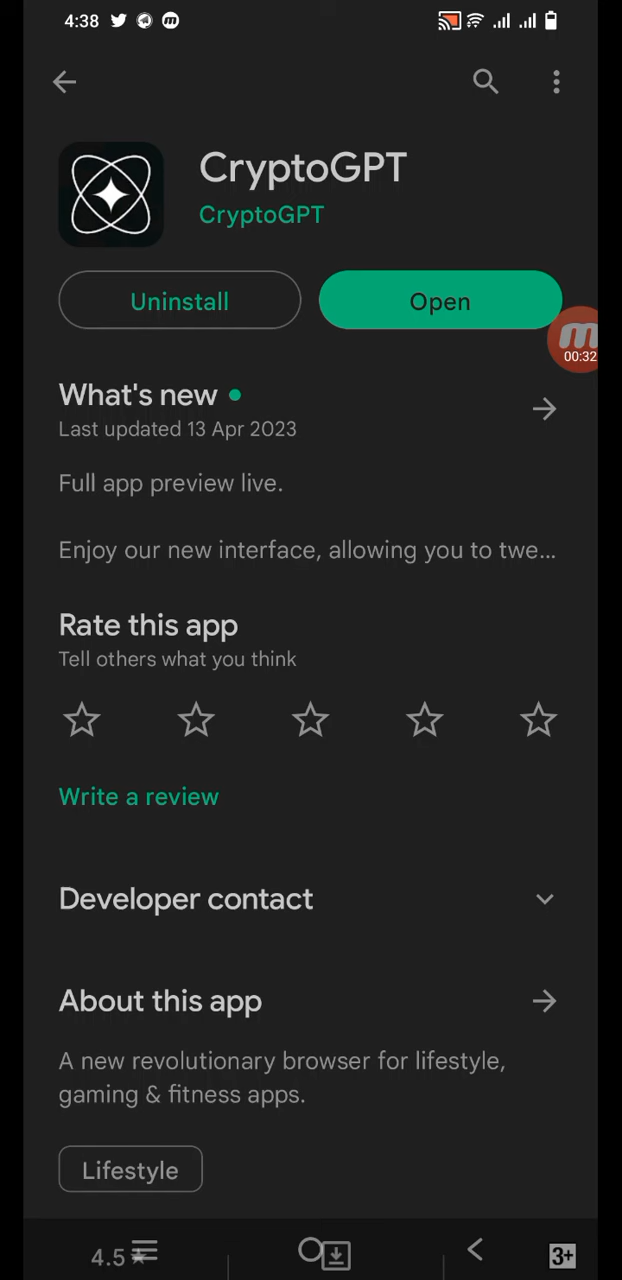 4:38
CryptoGPT
CryptoGPT
Uninstall
Open
00:32
What's new
Last updated 13 Apr 2023
Full app preview live.
Enjoy our new interface, allowing you to twe...
Rate this app
Tell others what you think
Write a review
Developer contact
About this app
A new revolutionary browser for lifestyle,
gaming & fitness apps.
Lifestyle
4.5★
3+